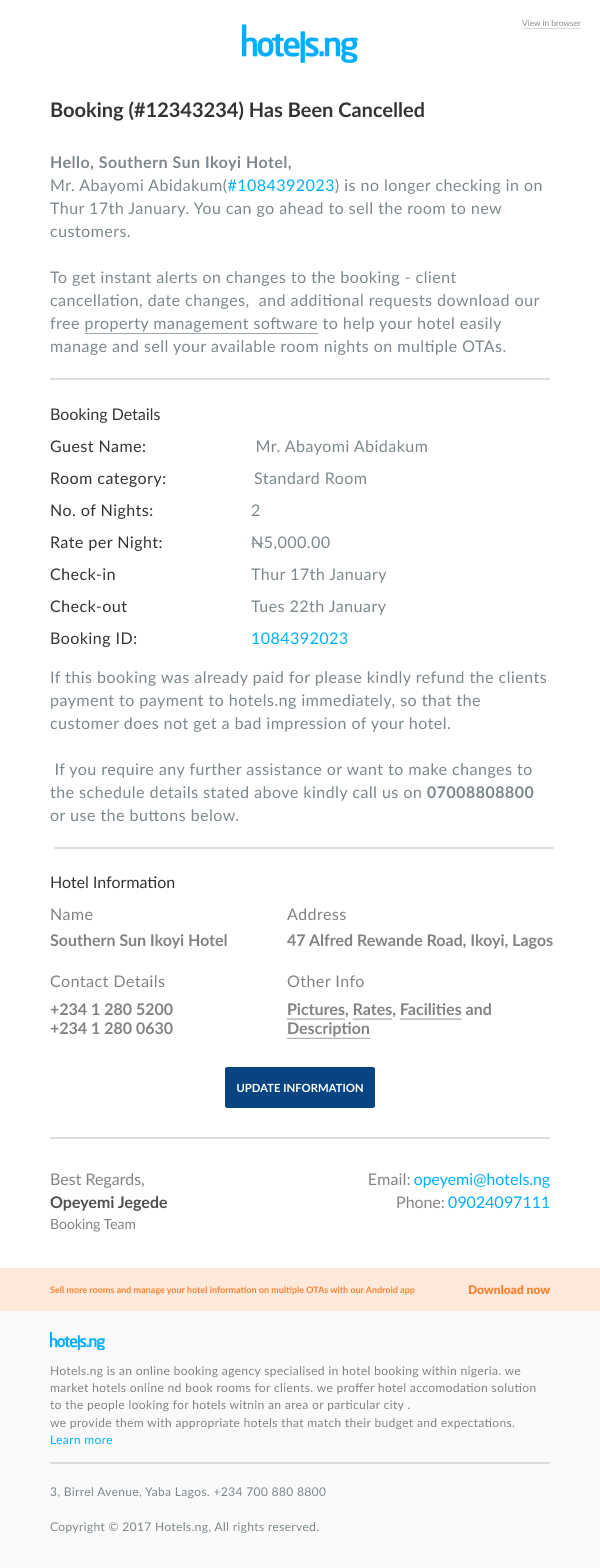 View in browser
hotels.ng
Booking (#12343234) Has Been Cancelled
Hello, Southern Sun Ikoyi Hotel,
Mr. Abayomi Abidakum(#1084392023) is no longer checking in on
Thur 17th January. You can go ahead to sell the room to new
customers.
To get instant alerts on changes to the booking - client
cancellation, date changes,  and additional requests download our
free property management software to help your hotel easily
manage and sell your available room nights on multiple OTAs.
Booking Details
Guest Name: Mr. Abayomi Abidakum
Room category: Standard Room
No. of Nights: 2
Rate per Night: ₦5,000.00
Check-in Thur 17th January
Check-out Tues 22th January
Booking ID: 1084392023
If this booking was already paid for please kindly refund the clients
payment to payment to hotels.ng immediately, so that the
customer does not get a bad impression of your hotel.
If you require any further assistance or want to make changes to
the schedule details stated above kindly call us on 07008808800
or use the buttons below.
Hotel Information
Name Address
Southern Sun Ikoyi Hotel 47 Alfred Rewande Road, Ikoyi, Lagos
Contact Details Other Info
+234 1 280 5200 Pictures, Rates, Facilities and
+234 1 280 0630 Description
UPDATE INFORMATION
Best Regards, Email: opeyemi@hotels.ng
Opeyemi Jegede Phone: 09024097111
Booking Team
Sell more rooms and manage your hotel information on multiple OTAs with our Android app Download now
hotels.ng
Hotels.ng is an online booking agency specialised in hotel booking within nigeria. we
market hotels online nd book rooms for clients. we proffer hotel accomodation solution
to the people looking for hotels witnin an area or particular city .
we provide them with appropriate hotels that match their budget and expectations.
Learn more
3, Birrel Avenue, Yaba Lagos. +234 700 880 8800
Copyright © 2017 Hotels.ng, All rights reserved.